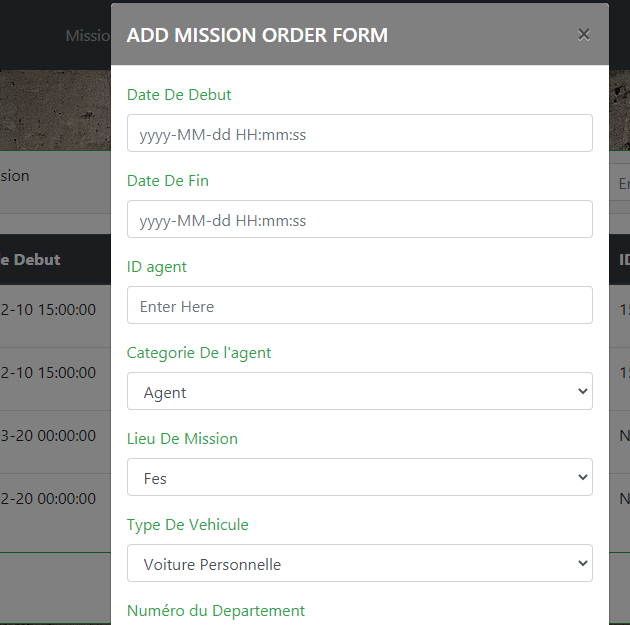 Missio
ADD MISSION ORDER FORM
×
Date De Debut
yyyy-MM-dd HH:mm:ss
sion
Date De Fin
En
yyyy-MM-dd HH:mm:ss
e Debut
ID agent
ID
2-10 15:00:00
Enter Here
15
Categorie De l'agent
2-10 15:00:00
Agent
15
3-20 00:00:00
Lieu De Mission
N
Fes
2-20 00:00:00
N
Type De Vehicule
Voiture Personnelle
Numéro du Departement